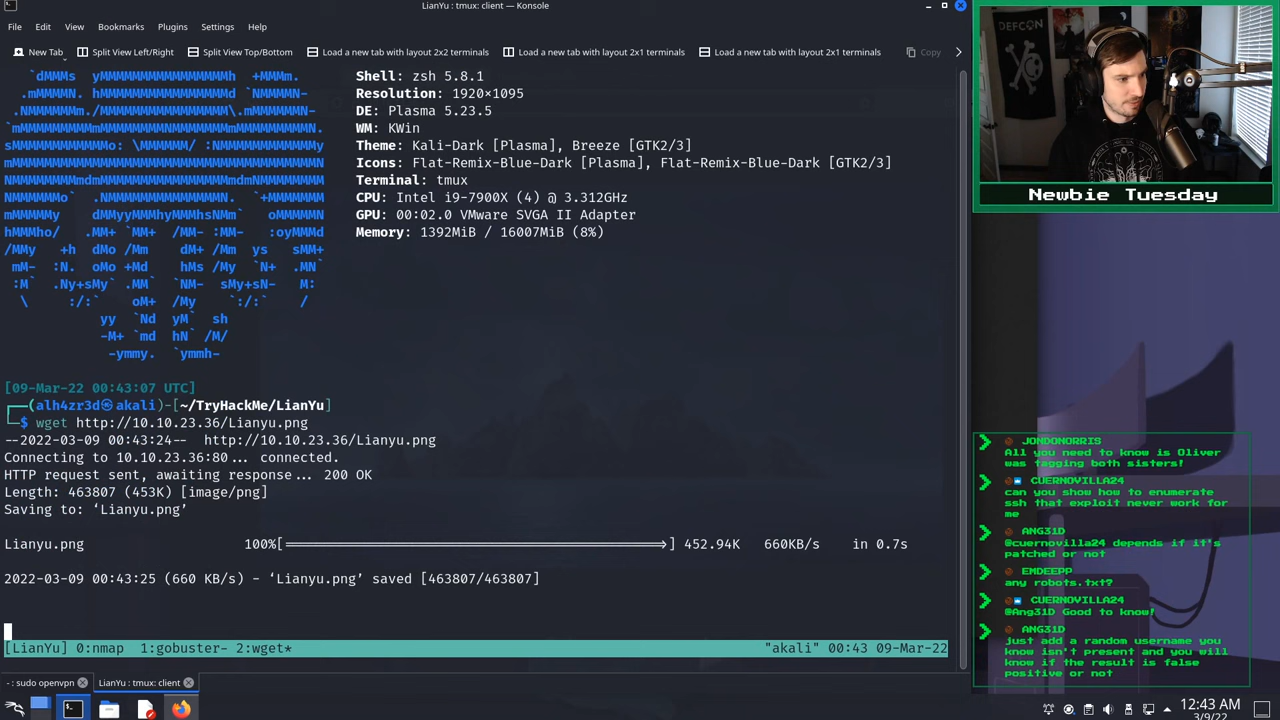 LianYu : tmux: client — Konsole
File Edit View Bookmarks Plugins Settings Help
New Tab Split View Left/Right Split View Top/Bottom Load a new tab with layout 2x2 terminals Load a new tab with layout 2x1 terminals Load a new tab with layout 2x1 terminals Copy
Shell: zsh 5.8.1
Resolution: 1920×1095
DE: Plasma 5.23.5
WM: KWin
Theme: Kali-Dark [Plasma], Breeze [GTK2/3]
Icons: Flat-Remix-Blue-Dark [Plasma], Flat-Remix-Blue-Dark [GTK2/3]
Terminal: tmux
CPU: Intel i9-7900X (4) @ 3.312GHz
GPU: 00:02.0 VMware SVGA II Adapter
Memory: 1392MiB / 16007MiB (8%)
[09-Mar-22 00:43:07 UTC]
(alh4zr3d㉿akali)-[~/TryHackMe/LianYu]
$ wget http://10.10.23.36/Lianyu.png
--2022-03-09 00:43:24-- http://10.10.23.36/Lianyu.png
Connecting to 10.10.23.36:80... connected.
HTTP request sent, awaiting response... 200 OK
Length: 463807 (453K) [image/png]
Saving to: ‘Lianyu.png’
Lianyu.png 100%[===================>] 452.94K 660KB/s in 0.7s
2022-03-09 00:43:25 (660 KB/s) - ‘Lianyu.png’ saved [463807/463807]
[LianYu] 0:nmap 1:gobuster- 2:wget* "akali" 00:43 09-Mar-22
- : sudo openvpn LianYu : tmux: client
DEFCON
Newbie Tuesday
JONDONORRIS
All you need to know is Oliver
was tagging both sisters!
CUERNOVILLA24
can you show how to enumerate
ssh that exploit never work for
me
ANG31D
@cuernovilla24 depends if it's
patched or not
EMDEEPP
any robots.txt?
CUERNOVILLA24
@Ang31D Good to know!
ANG31D
just add a random username you
know isn't present and you will
know if the result is false
positive or not
12:43 AM
3/9/22